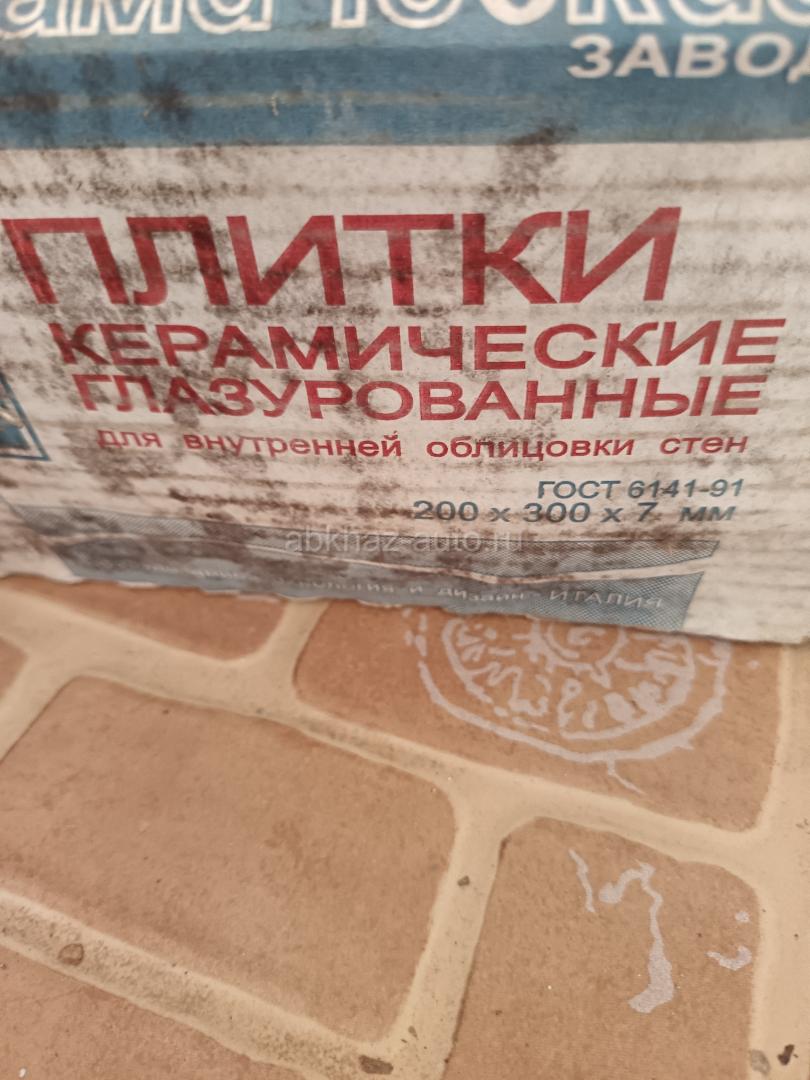 ЗАВОД
ПЛИТКИ
КЕРАМИЧЕСКИЕ
ГЛАЗУРОВАННЫЕ
для внутренней облицовки стен
ГОСТ 6141-91
200 х 300 х 7 мм
abkhaz-auto.ru
и дизайн - ИТАЛИЯ